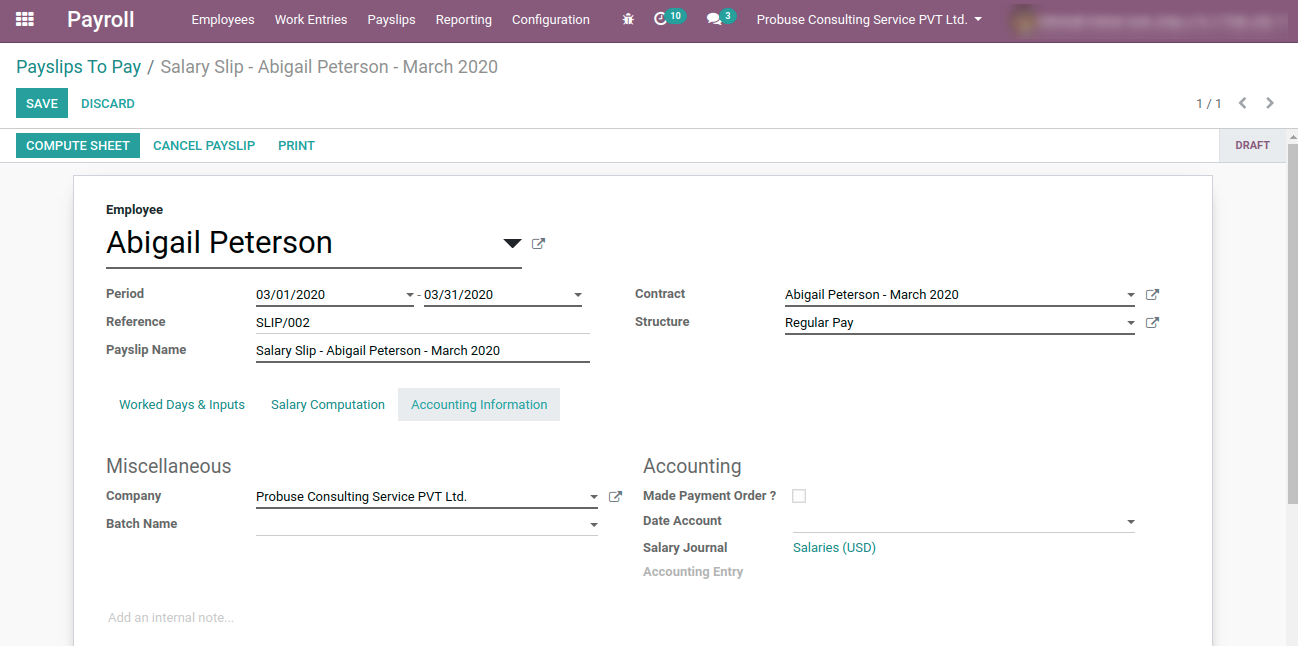 Payroll Employees Work Entries Payslips Reporting Configuration 10 3 Probuse Consulting Service PVT Ltd.
Payslips To Pay / Salary Slip - Abigail Peterson - March 2020
SAVE DISCARD 1 / 1
COMPUTE SHEET CANCEL PAYSLIP PRINT DRAFT
Employee
Abigail Peterson
Period 03/01/2020 - 03/31/2020 Contract Abigail Peterson - March 2020
Reference SLIP/002 Structure Regular Pay
Payslip Name Salary Slip - Abigail Peterson - March 2020
Worked Days & Inputs Salary Computation Accounting Information
Miscellaneous Accounting
Company Probuse Consulting Service PVT Ltd. Made Payment Order ?
Batch Name Date Account
Salary Journal Salaries (USD)
Accounting Entry
Add an internal note...